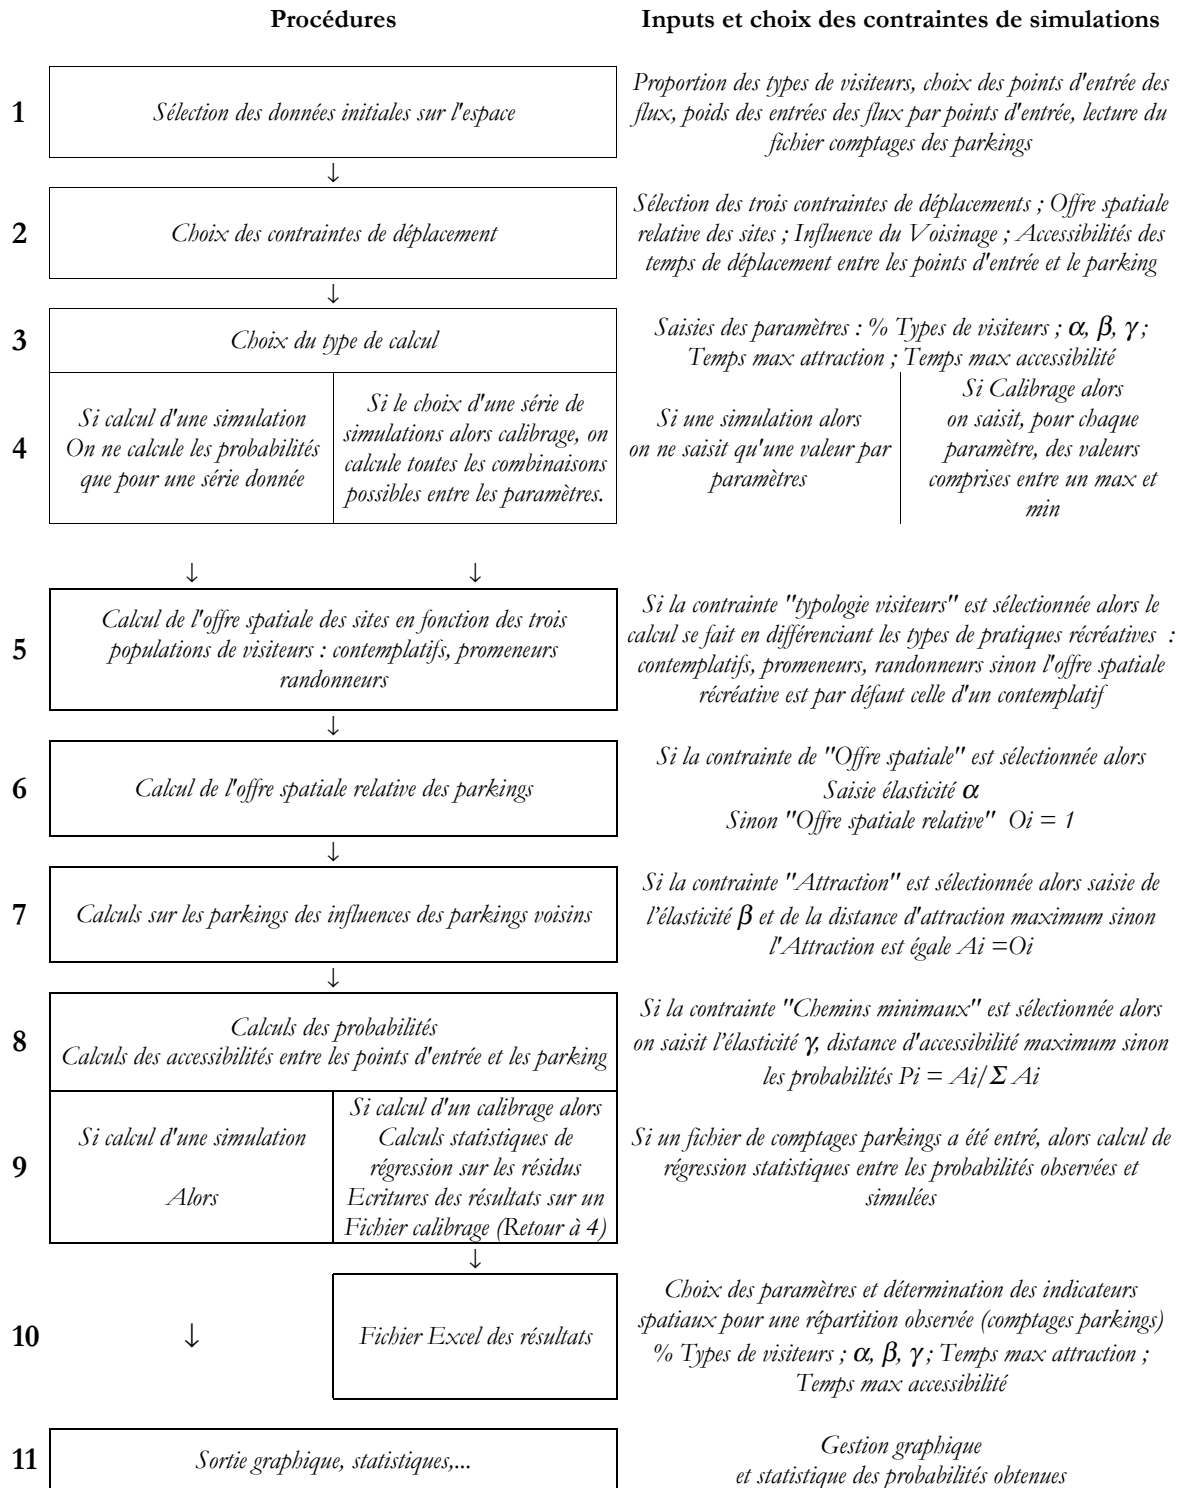 Procédures
Inputs et choix des contraintes de simulations
1
Sélection des données initiales sur l'espace
Proportion des types de visiteurs, choix des points d'entrée des
flux, poids des entrées des flux par points d'entrée, lecture du
fichier comptages des parkings
↓
2
Choix des contraintes de déplacement
Sélection des trois contraintes de déplacements ; Offre spatiale
relative des sites ; Influence du Voisinage ; Accessibilités des
temps de déplacement entre les points d'entrée et le parking
↓
3
Choix du type de calcul
Saisies des paramètres : % Types de visiteurs ; α, β, γ ;
Temps max attraction ; Temps max accessibilité
4
Si calcul d'une simulation
On ne calcule les probabilités
que pour une série donnée
Si le choix d'une série de
simulations alors calibrage, on
calcule toutes les combinaisons
possibles entre les paramètres.
Si une simulation alors
on ne saisit qu'une valeur par
paramètres
Si Calibrage alors
on saisit, pour chaque
paramètre, des valeurs
comprises entre un max et
min
↓ ↓
5
Calcul de l'offre spatiale des sites en fonction des trois
populations de visiteurs : contemplatifs, promeneurs
randonneurs
Si la contrainte "typologie visiteurs" est sélectionnée alors le
calcul se fait en différenciant les types de pratiques récréatives :
contemplatifs, promeneurs, randonneurs sinon l'offre spatiale
récréative est par défaut celle d'un contemplatif
↓
6
Calcul de l'offre spatiale relative des parkings
Si la contrainte de "Offre spatiale" est sélectionnée alors
Saisie élasticité α
Sinon "Offre spatiale relative" Oi = 1
↓
7
Calculs sur les parkings des influences des parkings voisins
Si la contrainte "Attraction" est sélectionnée alors saisie de
l'élasticité β et de la distance d'attraction maximum sinon
l'Attraction est égale Ai =Oi
↓
8
Calculs des probabilités
Calculs des accessibilités entre les points d'entrée et les parking
Si la contrainte "Chemins minimaux" est sélectionnée alors
on saisit l'élasticité γ, distance d'accessibilité maximum sinon
les probabilités Pi = Ai/Σ Ai
9
Si calcul d'une simulation
Alors
Si calcul d'un calibrage alors
Calculs statistiques de
régression sur les résidus
Ecritures des résultats sur un
Fichier calibrage (Retour à 4)
Si un fichier de comptages parkings a été entré, alors calcul de
régression statistiques entre les probabilités observées et
simulées
↓
10
↓
Fichier Excel des résultats
Choix des paramètres et détermination des indicateurs
spatiaux pour une répartition observée (comptages parkings)
% Types de visiteurs ; α, β, γ ; Temps max attraction ;
Temps max accessibilité
11
Sortie graphique, statistiques,...
Gestion graphique
et statistique des probabilités obtenues